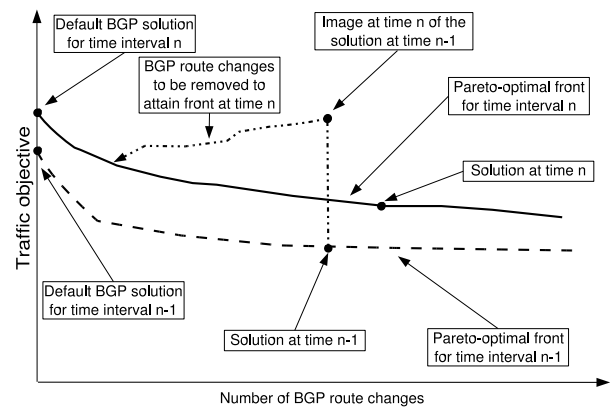 Default BGP solution
for time interval n
Image at time n of the
solution at time n-1
BGP route changes
to be removed to
attain front at time n
Pareto-optimal front
for time interval n
Solution at time n
Traffic objective
Default BGP solution
for time interval n-1
Solution at time n-1
Pareto-optimal front
for time interval n-1
Number of BGP route changes